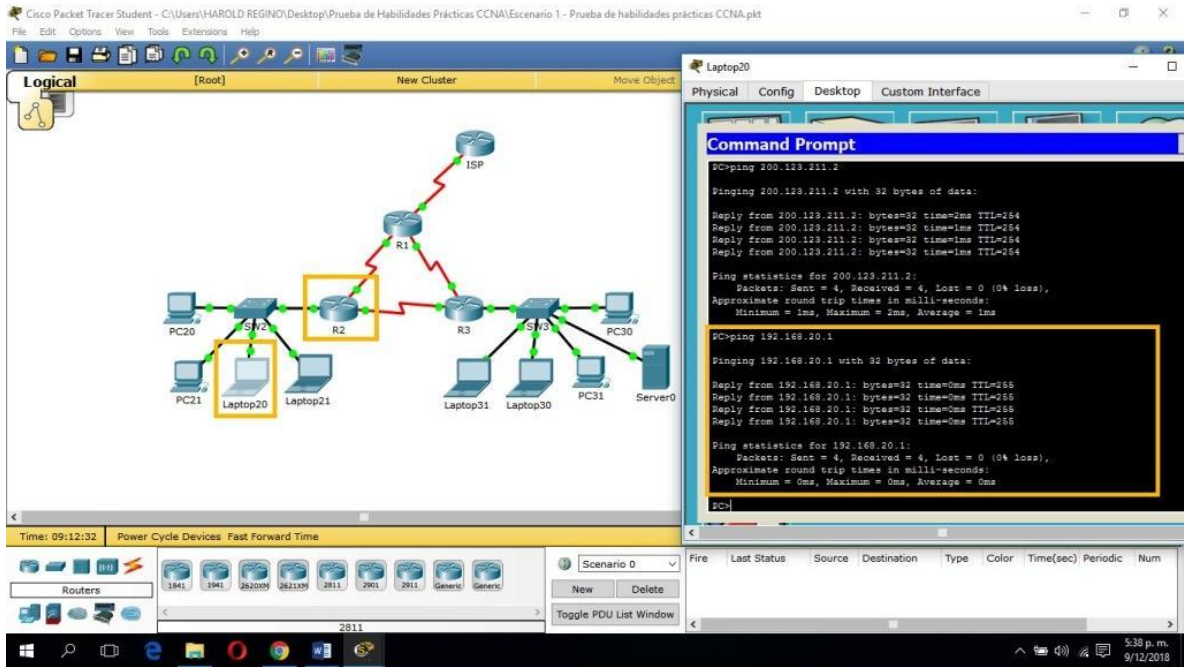 Cisco Packet Tracer Student - C:\Users\HAROLD REGINO\Desktop\Prueba de Habilidades Prácticas CCNA\Escenario 1 - Prueba de habilidades prácticas CCNA.pkt
File Edit Options View Tools Extensions Help
Logical [Root] New Cluster Move Object
ISP
R1
PC20 SW2 R2 R3 SW3 PC30
PC21 Laptop20 Laptop21 Laptop31 Laptop30 PC31 Server0
Laptop20
Physical Config Desktop Custom Interface
Command Prompt
PC>ping 200.123.211.2
Pinging 200.123.211.2 with 32 bytes of data:
Reply from 200.123.211.2: bytes=32 time=2ms TTL=254
Reply from 200.123.211.2: bytes=32 time=1ms TTL=254
Reply from 200.123.211.2: bytes=32 time=1ms TTL=254
Reply from 200.123.211.2: bytes=32 time=1ms TTL=254
Ping statistics for 200.123.211.2:
Packets: Sent = 4, Received = 4, Lost = 0 (0% loss),
Approximate round trip times in milli-seconds:
Minimum = 1ms, Maximum = 2ms, Average = 1ms
PC>ping 192.168.20.1
Pinging 192.168.20.1 with 32 bytes of data:
Reply from 192.168.20.1: bytes=32 time=0ms TTL=255
Reply from 192.168.20.1: bytes=32 time=0ms TTL=255
Reply from 192.168.20.1: bytes=32 time=0ms TTL=255
Reply from 192.168.20.1: bytes=32 time=0ms TTL=255
Ping statistics for 192.168.20.1:
Packets: Sent = 4, Received = 4, Lost = 0 (0% loss),
Approximate round trip times in milli-seconds:
Minimum = 0ms, Maximum = 0ms, Average = 0ms
PC>
Time: 09:12:32 Power Cycle Devices Fast Forward Time
Routers
1841 1941 2620XM 2621XM 2811 2901 2911 Generic Generic
2811
Scenario 0
New Delete
Toggle PDU List Window
Fire Last Status Source Destination Type Color Time(sec) Periodic Num
5:38 p. m.
9/12/2018